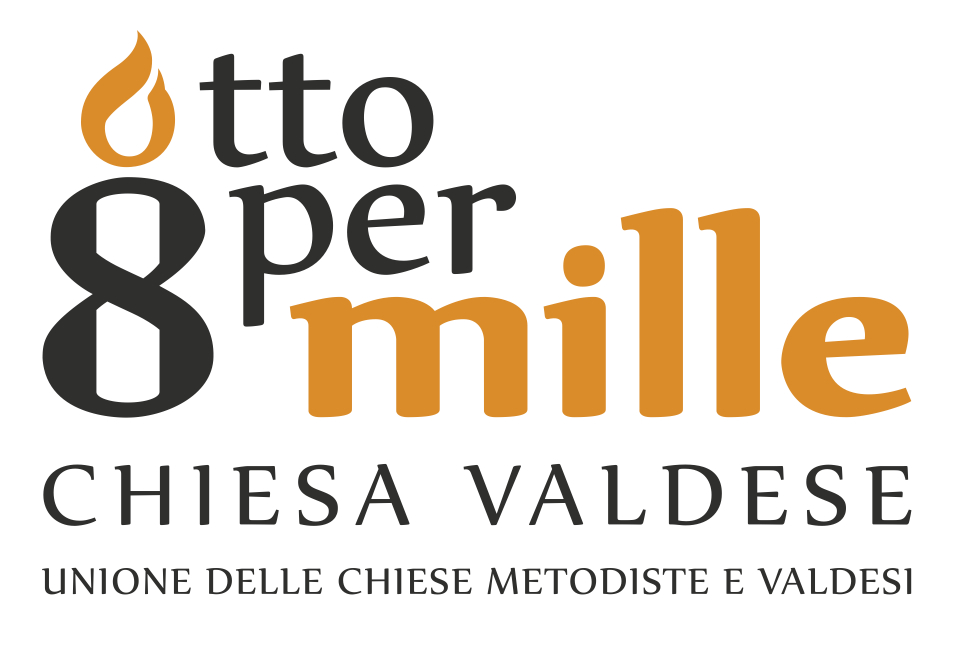 otto
8 per
mille
CHIESA VALDESE
UNIONE DELLE CHIESE METODISTE E VALDESI